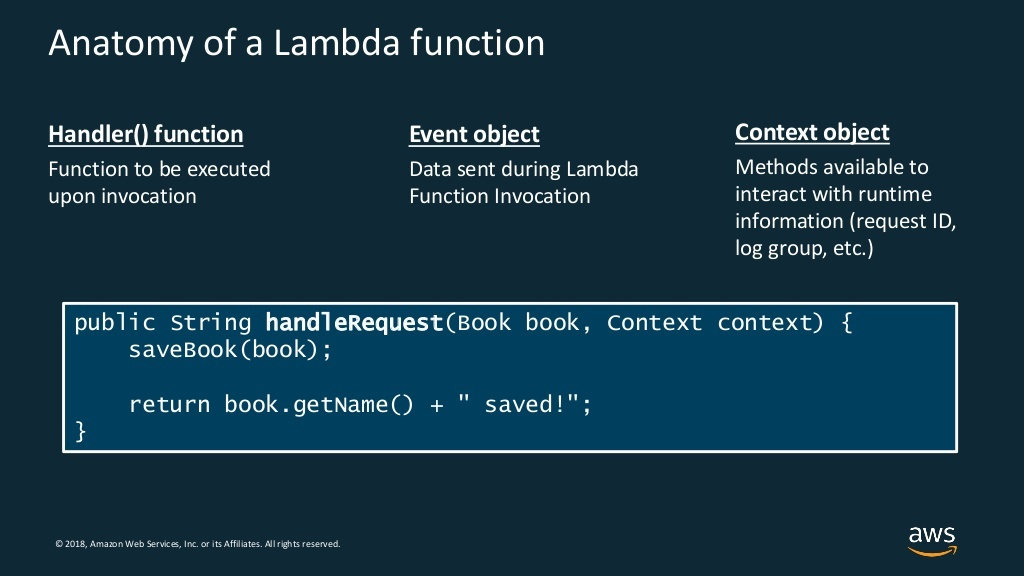 Anatomy of a Lambda function
Handler() function
Function to be executed
upon invocation
Event object
Data sent during Lambda
Function Invocation
Context object
Methods available to
interact with runtime
information (request ID,
log group, etc.)
public String handleRequest(Book book, Context context) {
    saveBook(book);
    return book.getName() + " saved!";
}
© 2018, Amazon Web Services, Inc. or its Affiliates. All rights reserved.
aws